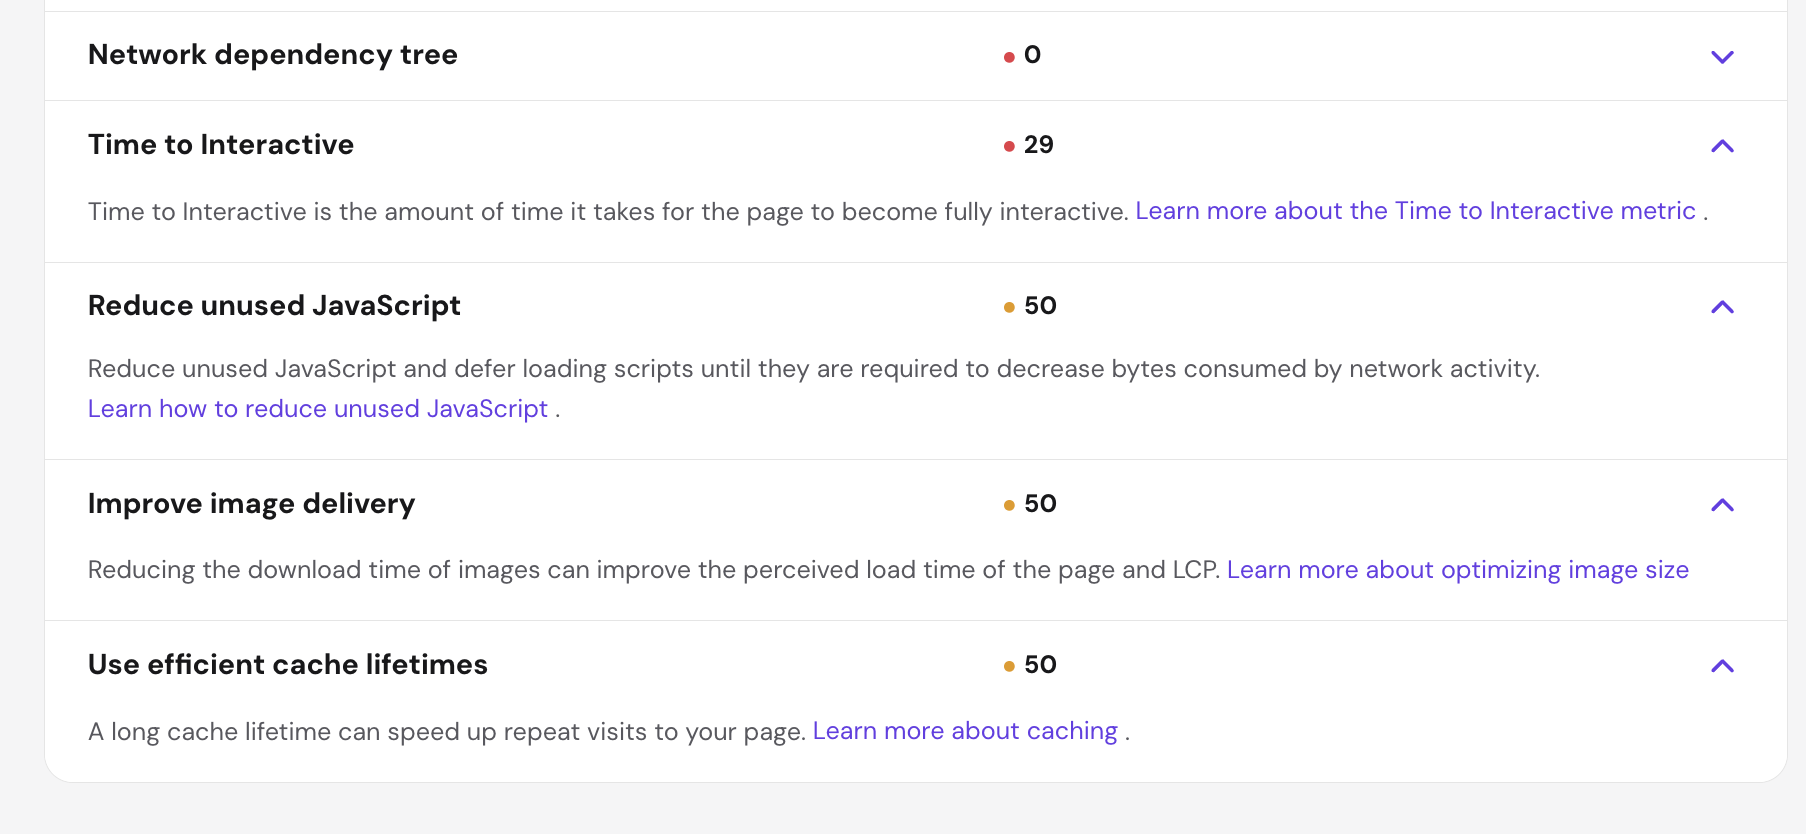 Network dependency tree 0
Time to Interactive 29
Time to Interactive is the amount of time it takes for the page to become fully interactive. Learn more about the Time to Interactive metric .
Reduce unused JavaScript 50
Reduce unused JavaScript and defer loading scripts until they are required to decrease bytes consumed by network activity.
Learn how to reduce unused JavaScript .
Improve image delivery 50
Reducing the download time of images can improve the perceived load time of the page and LCP. Learn more about optimizing image size
Use efficient cache lifetimes 50
A long cache lifetime can speed up repeat visits to your page. Learn more about caching .